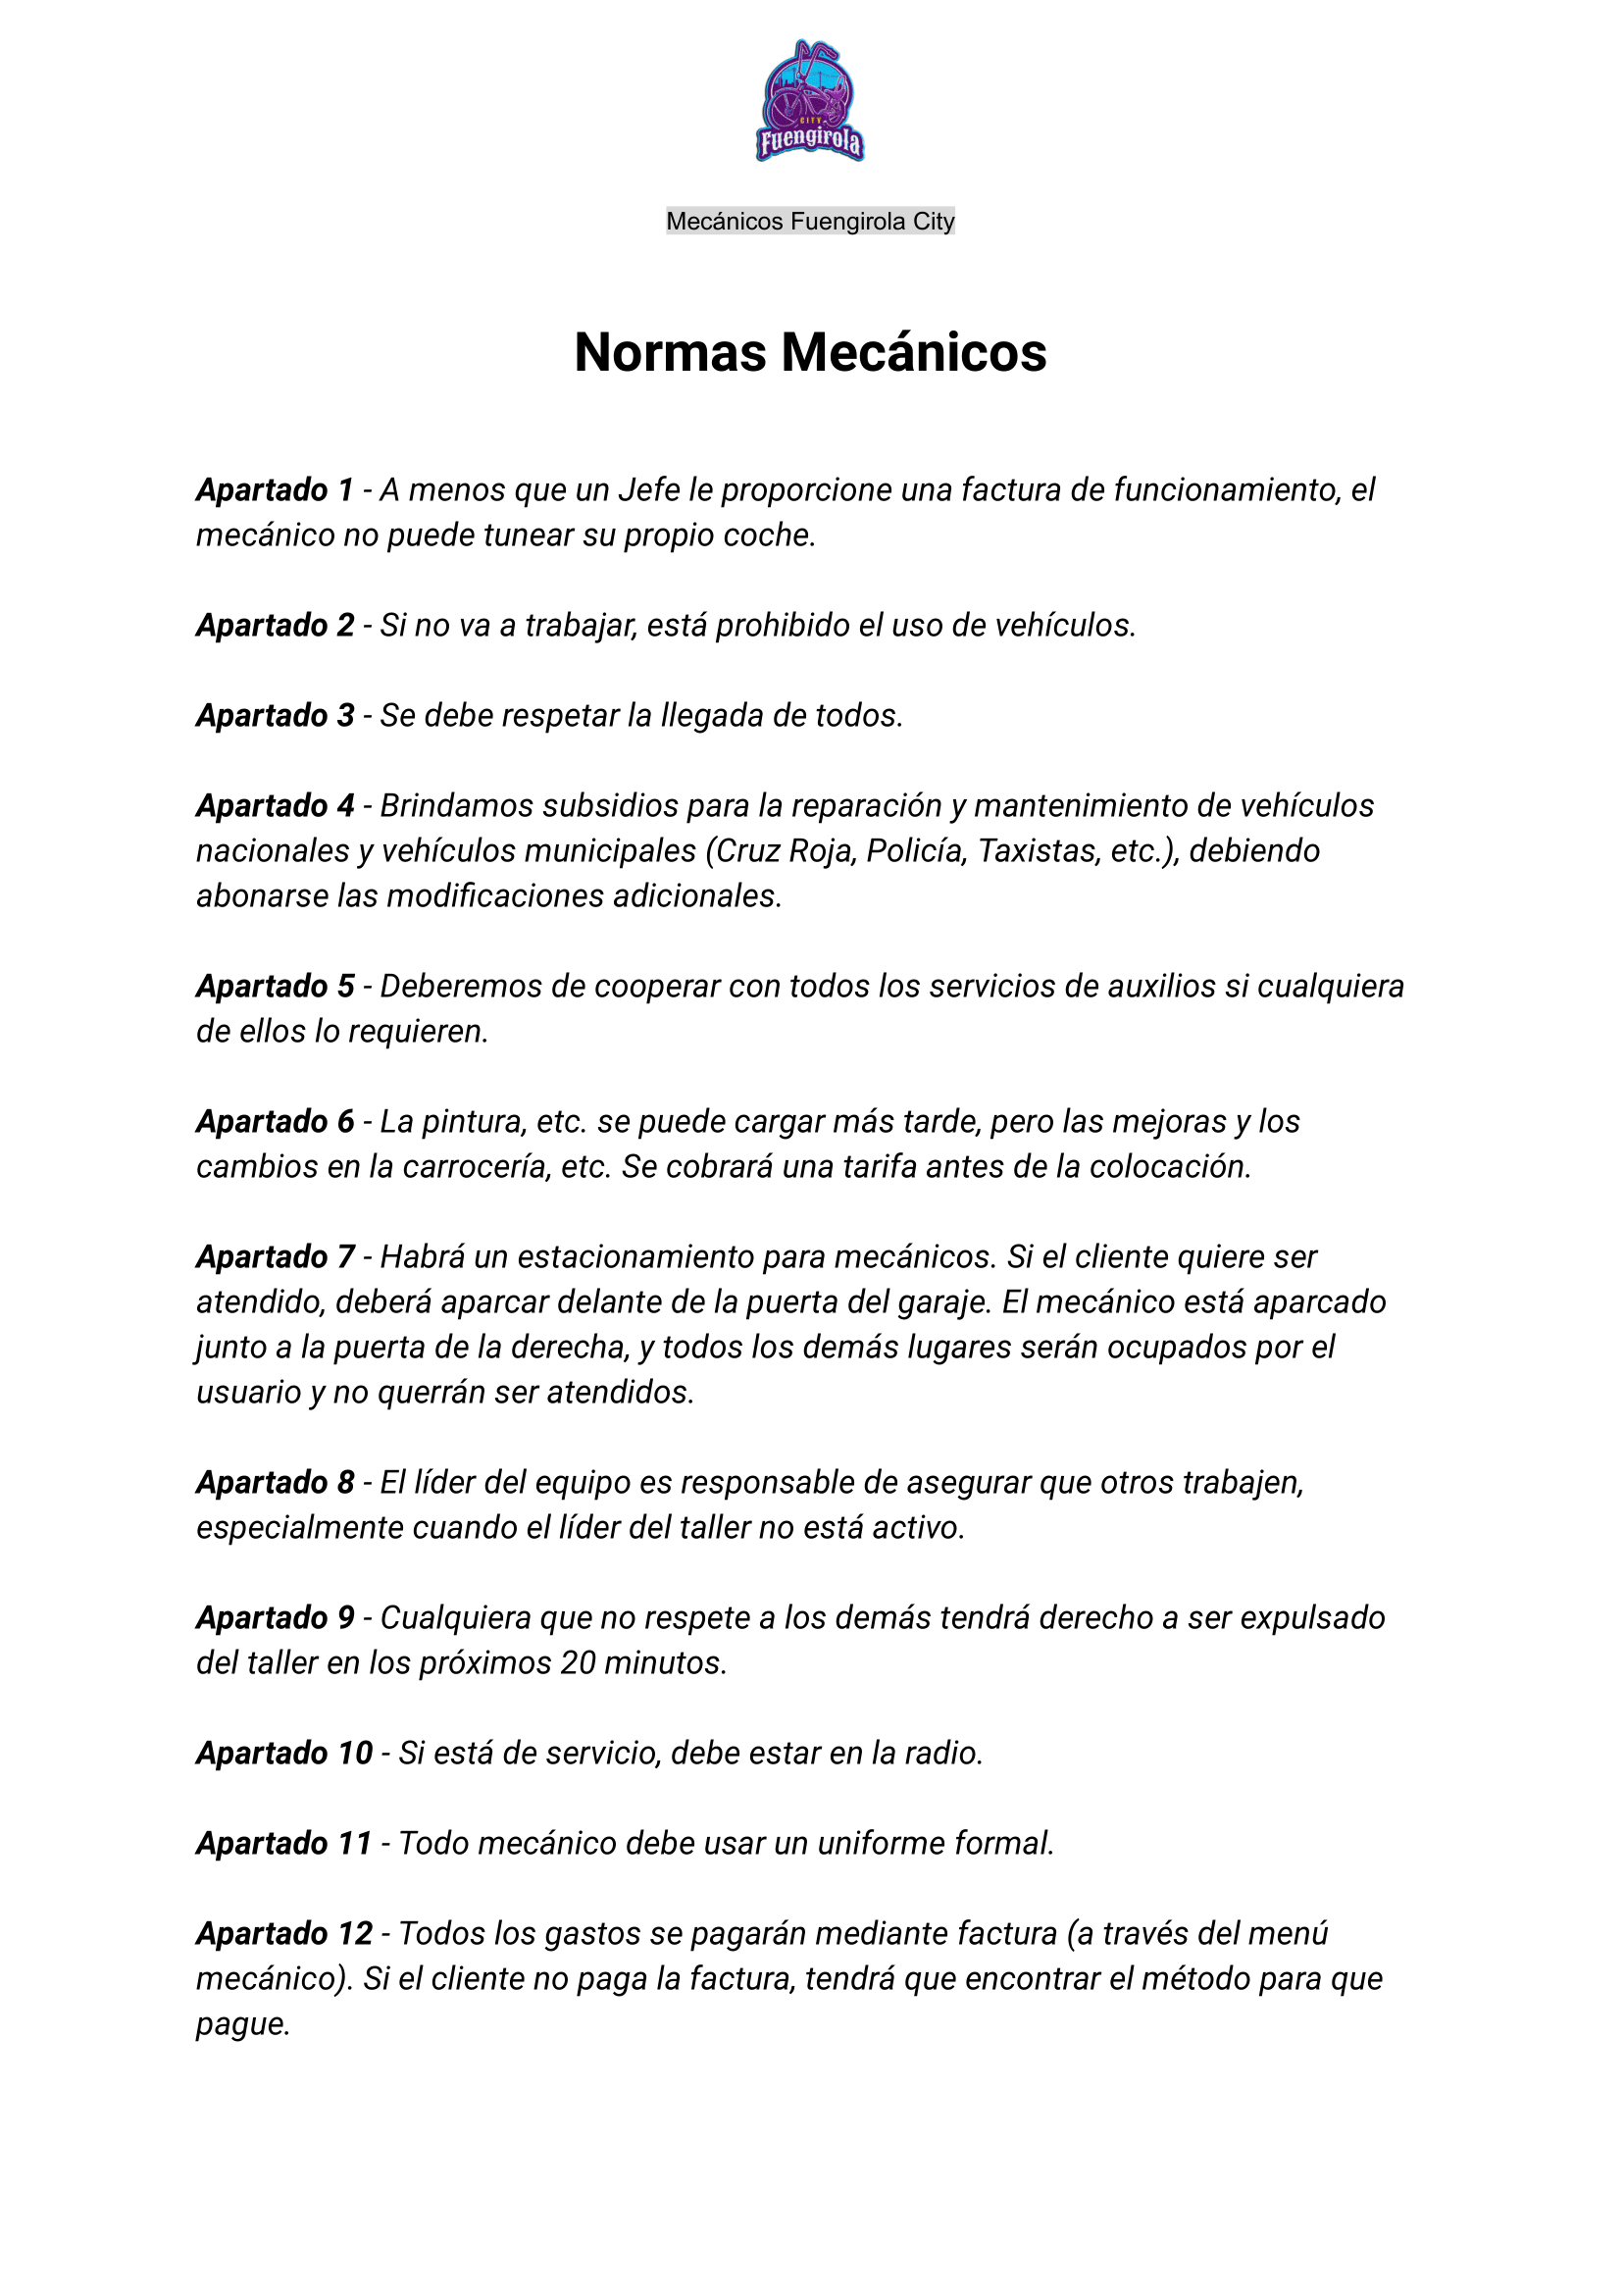 CITY
Fuengirola
Mecánicos Fuengirola City
Normas Mecánicos
Apartado 1 - A menos que un Jefe le proporcione una factura de funcionamiento, el
mecánico no puede tunear su propio coche.
Apartado 2 - Si no va a trabajar, está prohibido el uso de vehículos.
Apartado 3 - Se debe respetar la llegada de todos.
Apartado 4 - Brindamos subsidios para la reparación y mantenimiento de vehículos
nacionales y vehículos municipales (Cruz Roja, Policía, Taxistas, etc.), debiendo
abonarse las modificaciones adicionales.
Apartado 5 - Deberemos de cooperar con todos los servicios de auxilios si cualquiera
de ellos lo requieren.
Apartado 6 - La pintura, etc. se puede cargar más tarde, pero las mejoras y los
cambios en la carrocería, etc. Se cobrará una tarifa antes de la colocación.
Apartado 7 - Habrá un estacionamiento para mecánicos. Si el cliente quiere ser
atendido, deberá aparcar delante de la puerta del garaje. El mecánico está aparcado
junto a la puerta de la derecha, y todos los demás lugares serán ocupados por el
usuario y no querrán ser atendidos.
Apartado 8 - El líder del equipo es responsable de asegurar que otros trabajen,
especialmente cuando el líder del taller no está activo.
Apartado 9 - Cualquiera que no respete a los demás tendrá derecho a ser expulsado
del taller en los próximos 20 minutos.
Apartado 10 - Si está de servicio, debe estar en la radio.
Apartado 11 - Todo mecánico debe usar un uniforme formal.
Apartado 12 - Todos los gastos se pagarán mediante factura (a través del menú
mecánico). Si el cliente no paga la factura, tendrá que encontrar el método para que
pague.